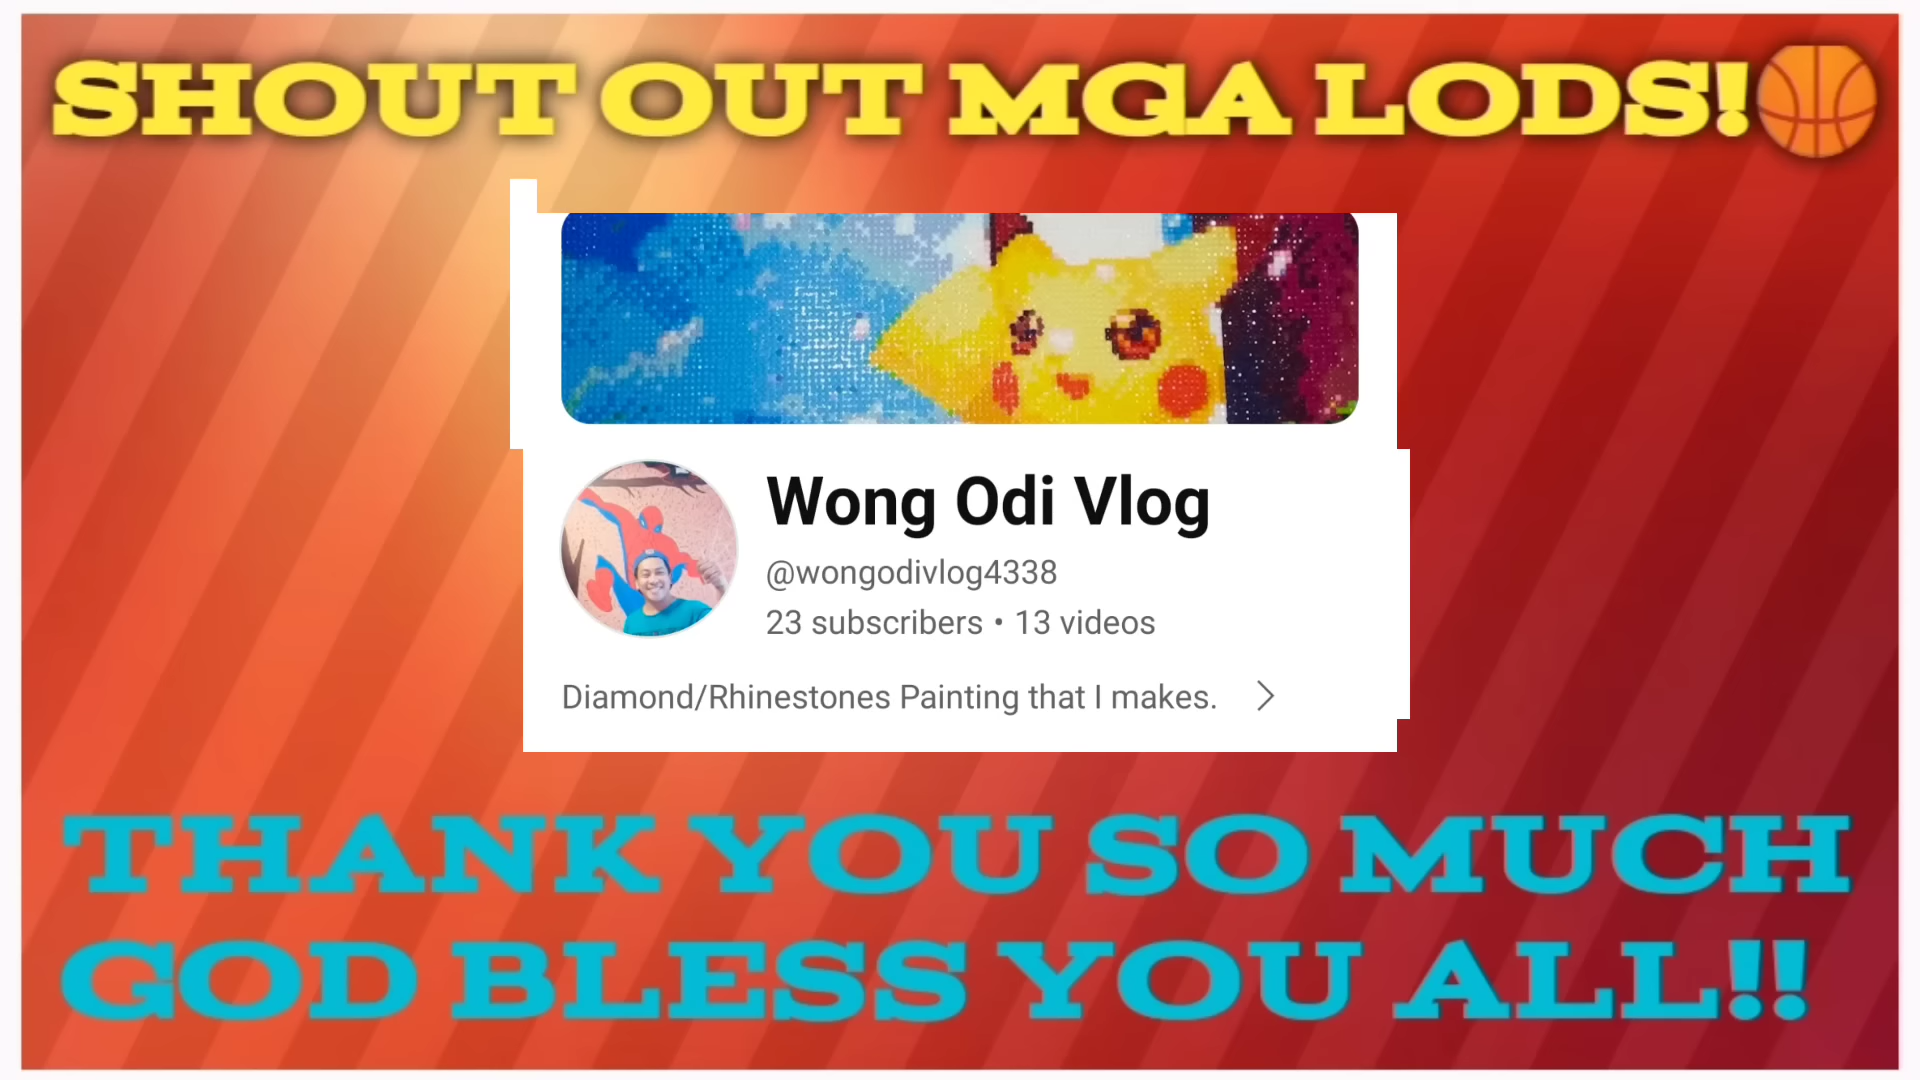 SHOUT OUT MGA LODS!🏀
Wong Odi Vlog
@wongodivlog4338
23 subscribers • 13 videos
Diamond/Rhinestones Painting that I makes.
THANK YOU SO MUCH
GOD BLESS YOU ALL!!